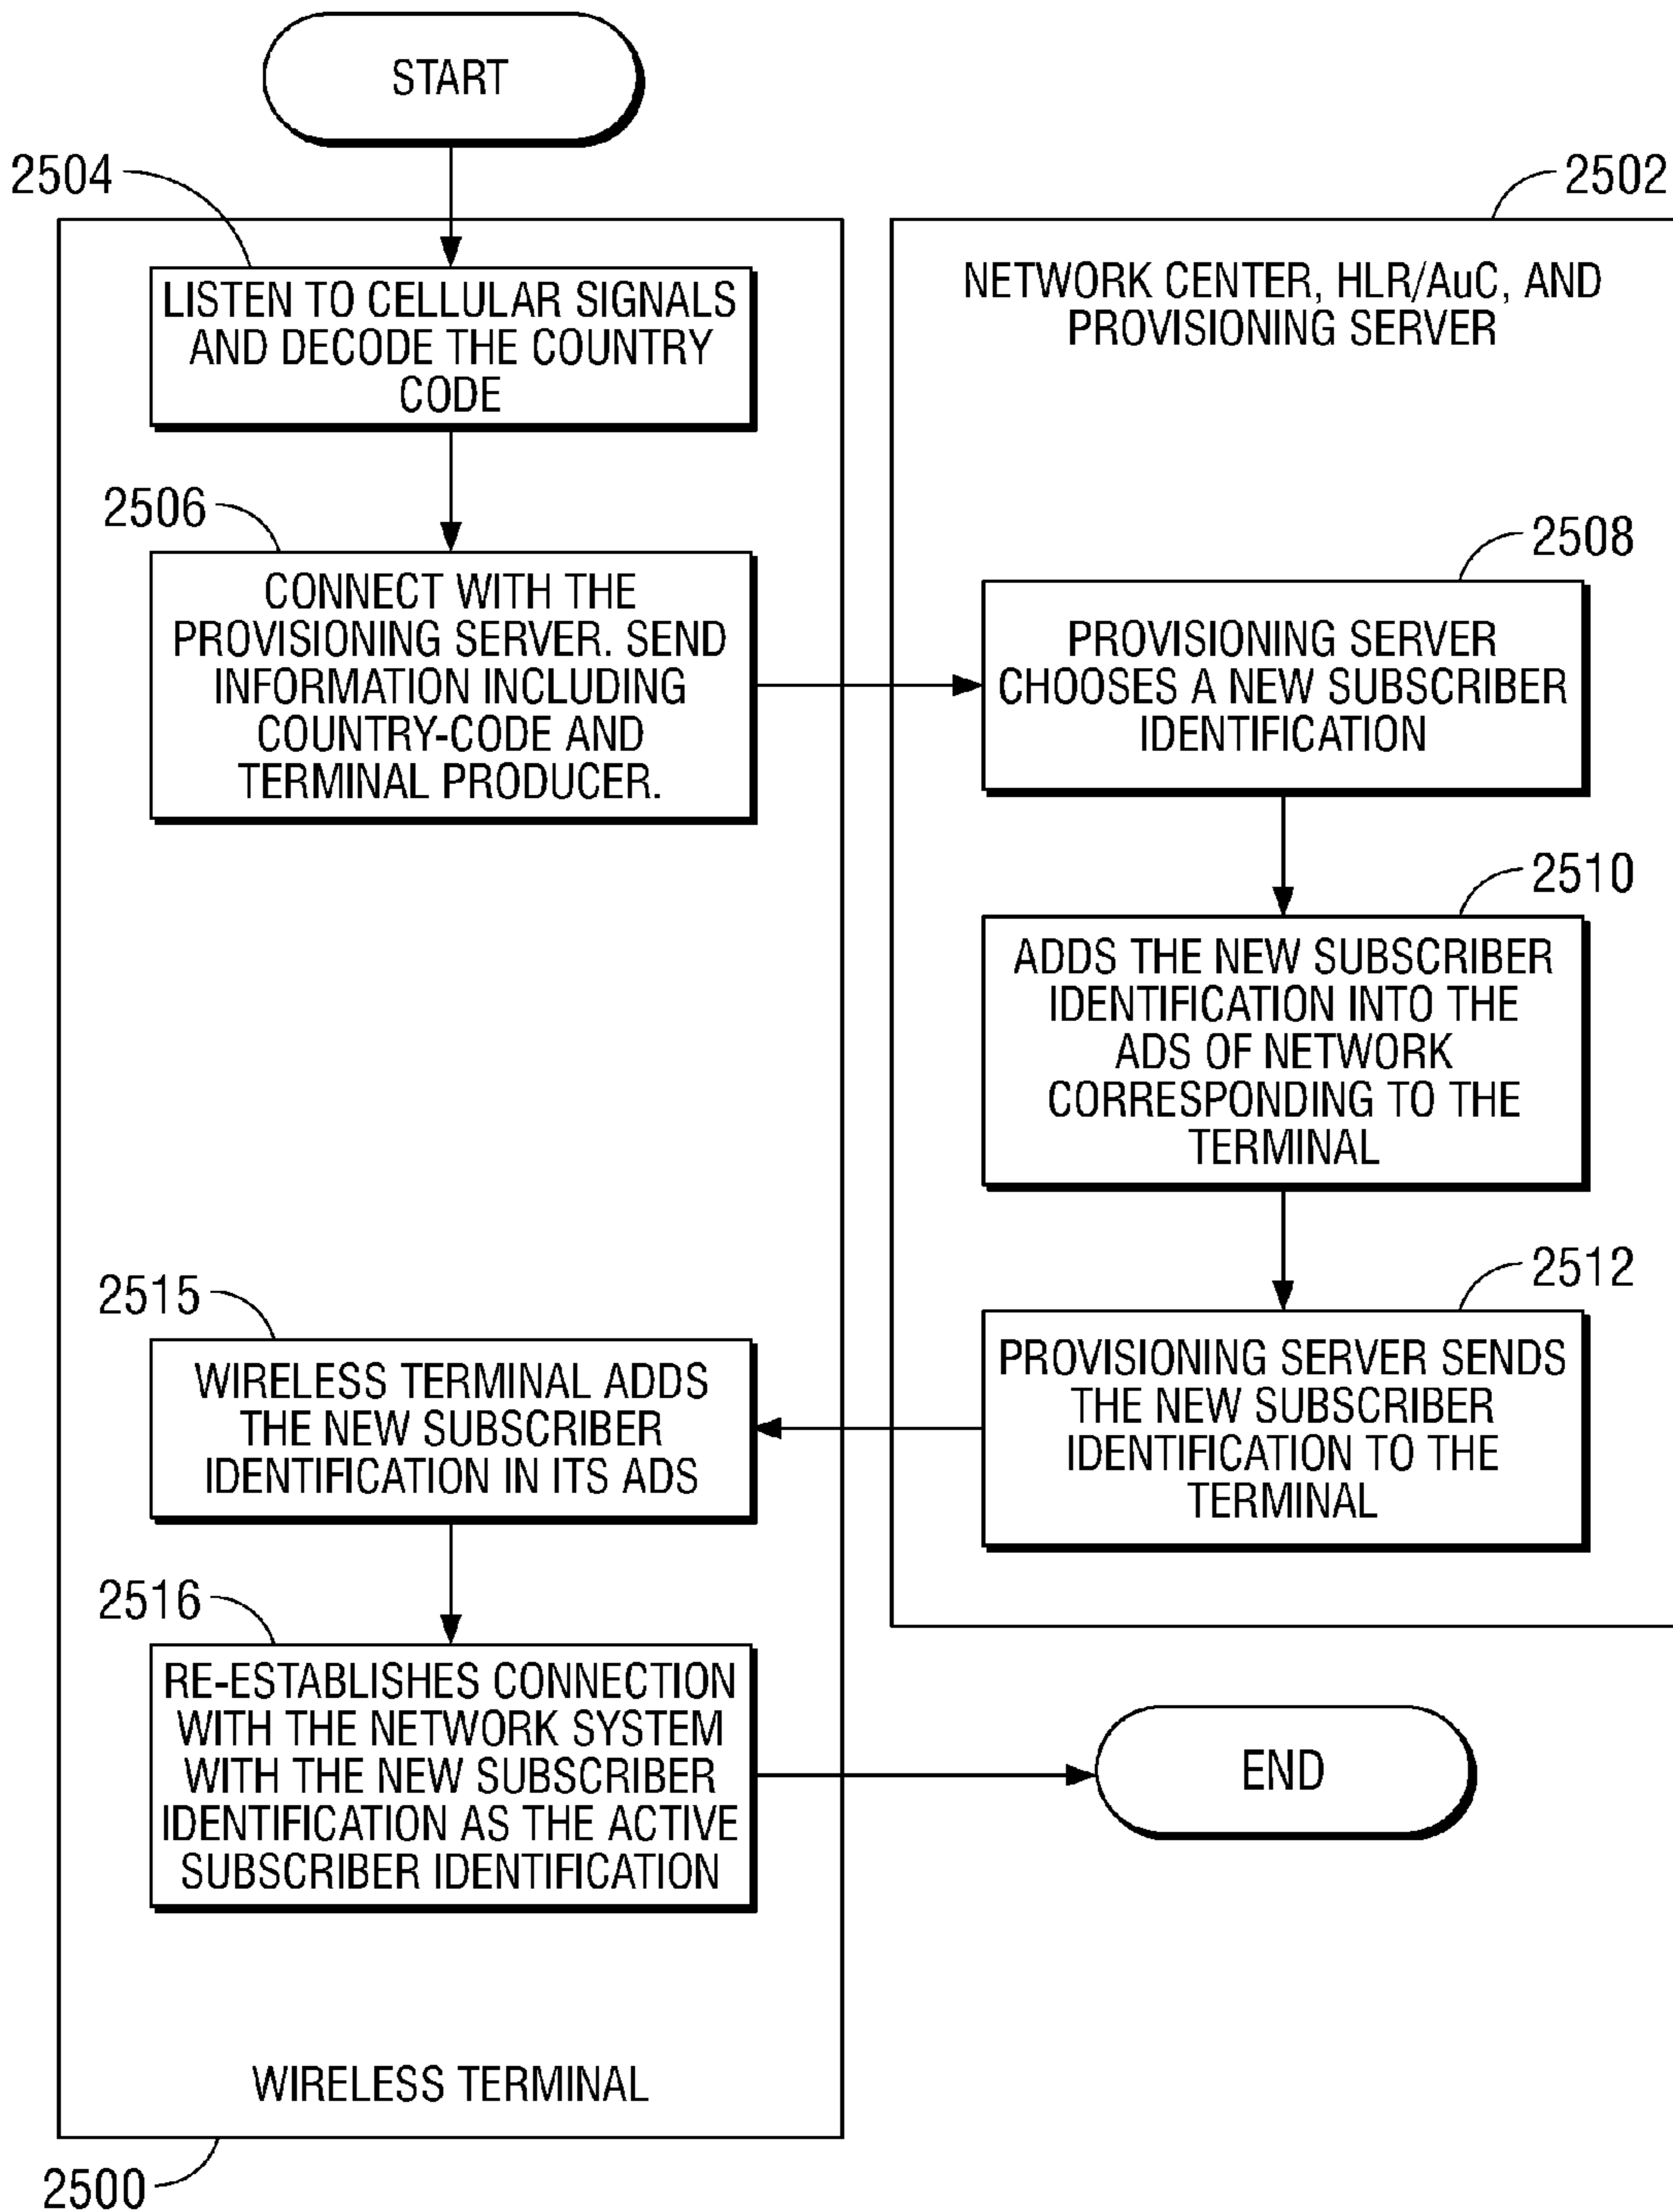 START
2504
2502
LISTEN TO CELLULAR SIGNALS
AND DECODE THE COUNTRY
CODE
NETWORK CENTER, HLR/AuC, AND
PROVISIONING SERVER
2506
CONNECT WITH THE
PROVISIONING SERVER. SEND
INFORMATION INCLUDING
COUNTRY-CODE AND
TERMINAL PRODUCER.
2508
PROVISIONING SERVER
CHOOSES A NEW SUBSCRIBER
IDENTIFICATION
2510
ADDS THE NEW SUBSCRIBER
IDENTIFICATION INTO THE
ADS OF NETWORK
CORRESPONDING TO THE
TERMINAL
2512
PROVISIONING SERVER SENDS
THE NEW SUBSCRIBER
IDENTIFICATION TO THE
TERMINAL
2515
WIRELESS TERMINAL ADDS
THE NEW SUBSCRIBER
IDENTIFICATION IN ITS ADS
2516
RE-ESTABLISHES CONNECTION
WITH THE NETWORK SYSTEM
WITH THE NEW SUBSCRIBER
IDENTIFICATION AS THE ACTIVE
SUBSCRIBER IDENTIFICATION
END
WIRELESS TERMINAL
2500